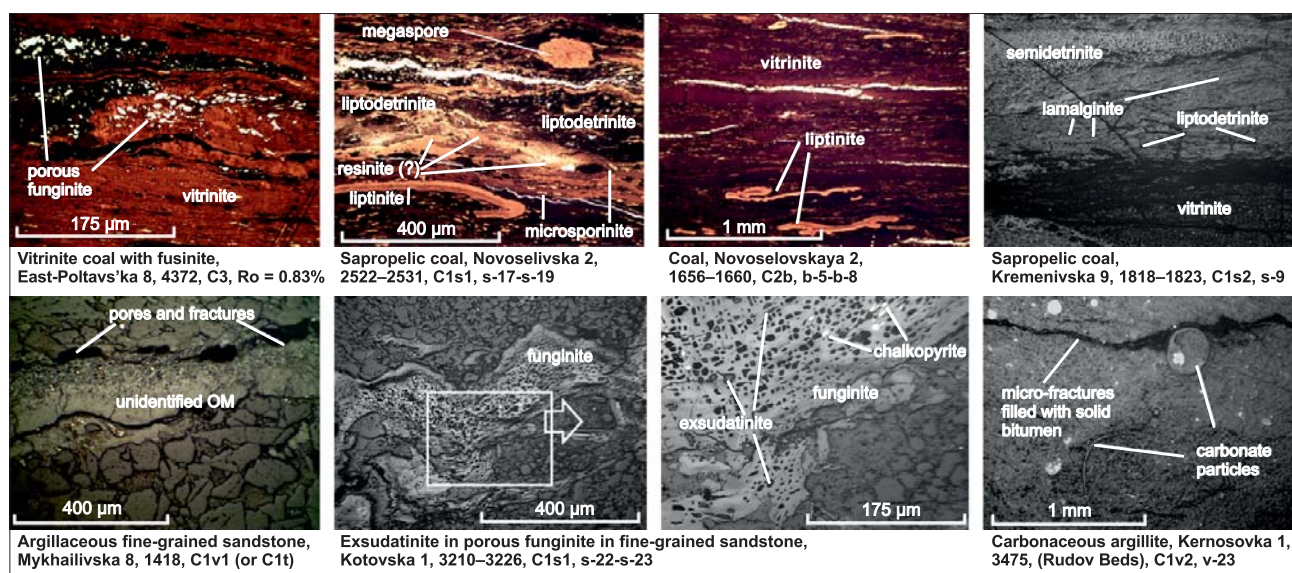 porous
funginite
vitrinite
175 µm
Vitrinite coal with fusinite,
East-Poltavs'ka 8, 4372, C3, Ro = 0.83%
megaspore
liptodetrinite
liptodetrinite
resinite (?)
liptinite
microsporinite
400 µm
Sapropelic coal, Novoselivska 2,
2522–2531, C1s1, s-17-s-19
vitrinite
liptinite
1 mm
Coal, Novoselovskaya 2,
1656–1660, C2b, b-5-b-8
semidetrinite
lamalginite
liptodetrinite
vitrinite
Sapropelic coal,
Kremenivska 9, 1818–1823, C1s2, s-9
pores and fractures
unidentified OM
400 µm
Argillaceous fine-grained sandstone,
Mykhailivska 8, 1418, C1v1 (or C1t)
funginite
400 µm
chalkopyrite
funginite
exsudatinite
175 µm
Exsudatinite in porous funginite in fine-grained sandstone,
Kotovska 1, 3210–3226, C1s1, s-22-s-23
micro-fractures
filled with solid
bitumen
carbonate
particles
1 mm
Carbonaceous argillite, Kernosovka 1,
3475, (Rudov Beds), C1v2, v-23